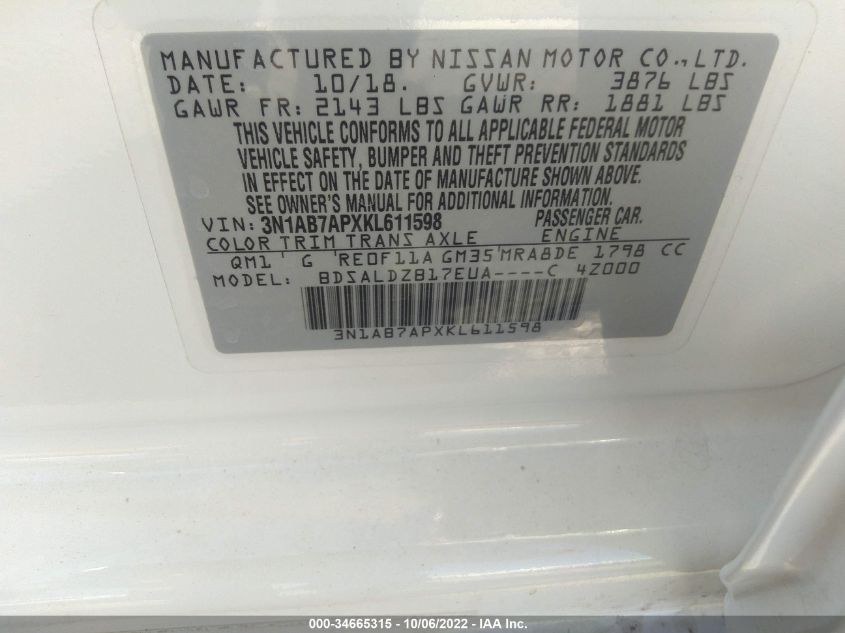 MANUFACTURED BY NISSAN MOTOR CO., LTD.
DATE: 10/18. GVWR: 3876 LBS
GAWR FR: 2143 LBS GAWR RR: 1881 LBS
THIS VEHICLE CONFORMS TO ALL APPLICABLE FEDERAL MOTOR
VEHICLE SAFETY, BUMPER AND THEFT PREVENTION STANDARDS
IN EFFECT ON THE DATE OF MANUFACTURE SHOWN ABOVE.
SEE OWNER'S MANUAL FOR ADDITIONAL INFORMATION.
VIN: 3N1AB7APXKL611598 PASSENGER CAR.
COLOR TRIM TRANS AXLE ENGINE
QM1 G RE0F11A GM35 MRA8DE 1798 CC
MODEL: BDSALDZB17EUA----C 4Z000
3N1AB7APXKL611598
000-34665315 - 10/06/2022 - IAA Inc.